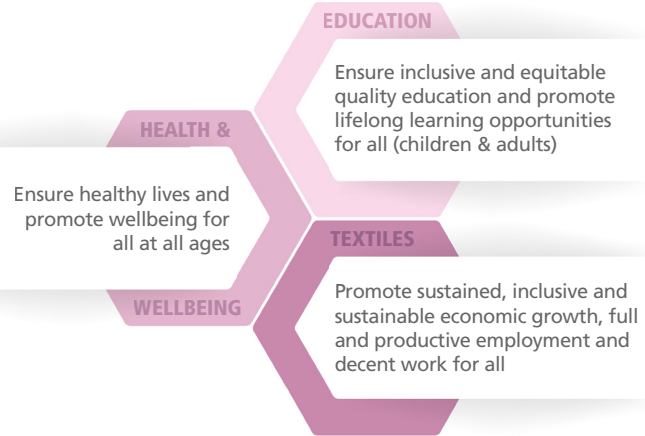 EDUCATION
Ensure inclusive and equitable
quality education and promote
lifelong learning opportunities
for all (children & adults)
HEALTH &
Ensure healthy lives and
promote wellbeing for
all at all ages
WELLBEING
TEXTILES
Promote sustained, inclusive and
sustainable economic growth, full
and productive employment and
decent work for all